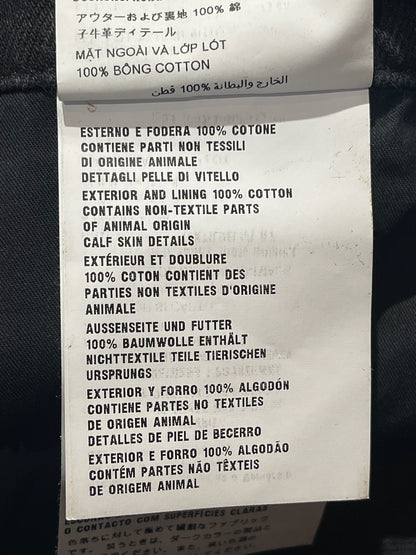 アウターおよび裏地 100% 綿
子牛革ディテール
MẶT NGOÀI VÀ LỚP LÓT
100% BÔNG COTTON
الخارج والبطانة %100 قطن
ESTERNO E FODERA 100% COTONE
CONTIENE PARTI NON TESSILI
DI ORIGINE ANIMALE
DETTAGLI PELLE DI VITELLO
EXTERIOR AND LINING 100% COTTON
CONTAINS NON-TEXTILE PARTS
OF ANIMAL ORIGIN
CALF SKIN DETAILS
EXTÉRIEUR ET DOUBLURE
100% COTON CONTIENT DES
PARTIES NON TEXTILES D'ORIGINE
ANIMALE
AUSSENSEITE UND FUTTER
100% BAUMWOLLE ENTHÄLT
NICHTTEXTILE TEILE TIERISCHEN
URSPRUNGS
EXTERIOR Y FORRO 100% ALGODÓN
CONTIENE PARTES NO TEXTILES
DE ORIGEN ANIMAL
DETALLES DE PIEL DE BECERRO
EXTERIOR E FORRO 100% ALGODÃO
CONTÉM PARTES NÃO TÊXTEIS
DE ORIGEM ANIMAL
O CONTACTO COM SUPERFÍCIES CLARAS